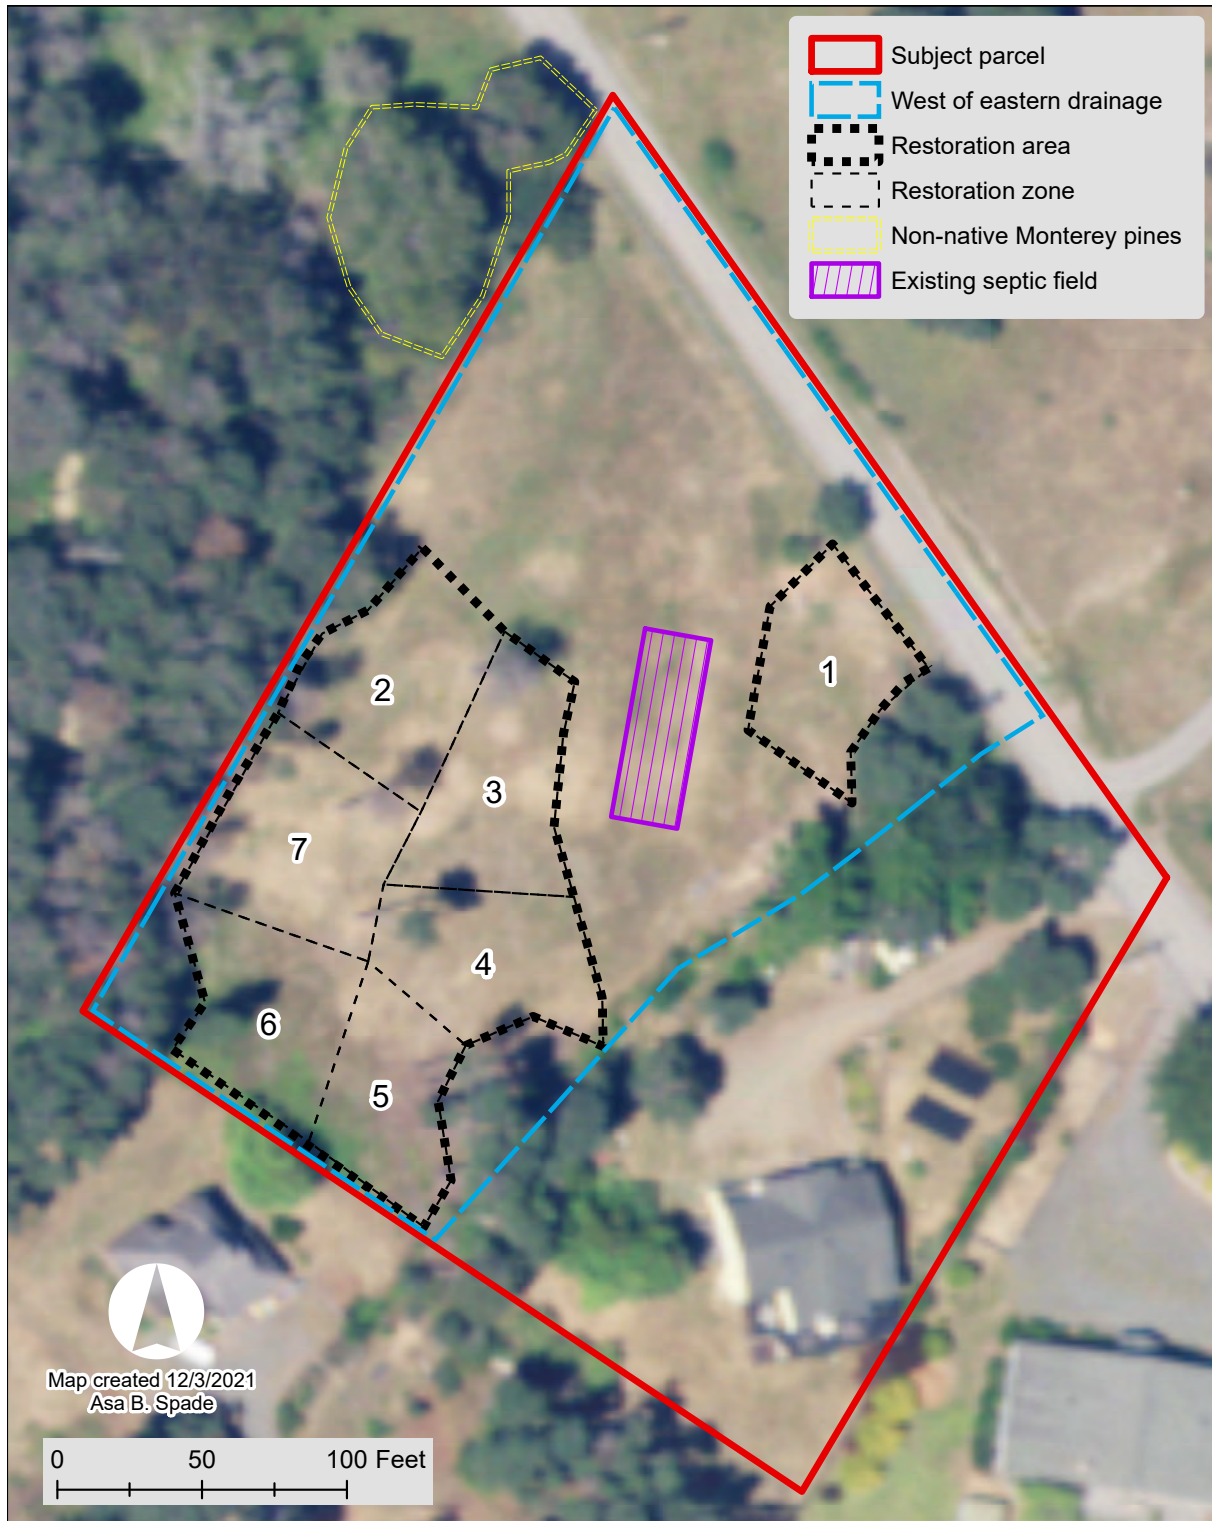 Subject parcel
West of eastern drainage
Restoration area
Restoration zone
Non-native Monterey pines
Existing septic field
1
2
3
7
4
6
5
Map created 12/3/2021
Asa B. Spade
0 50 100 Feet